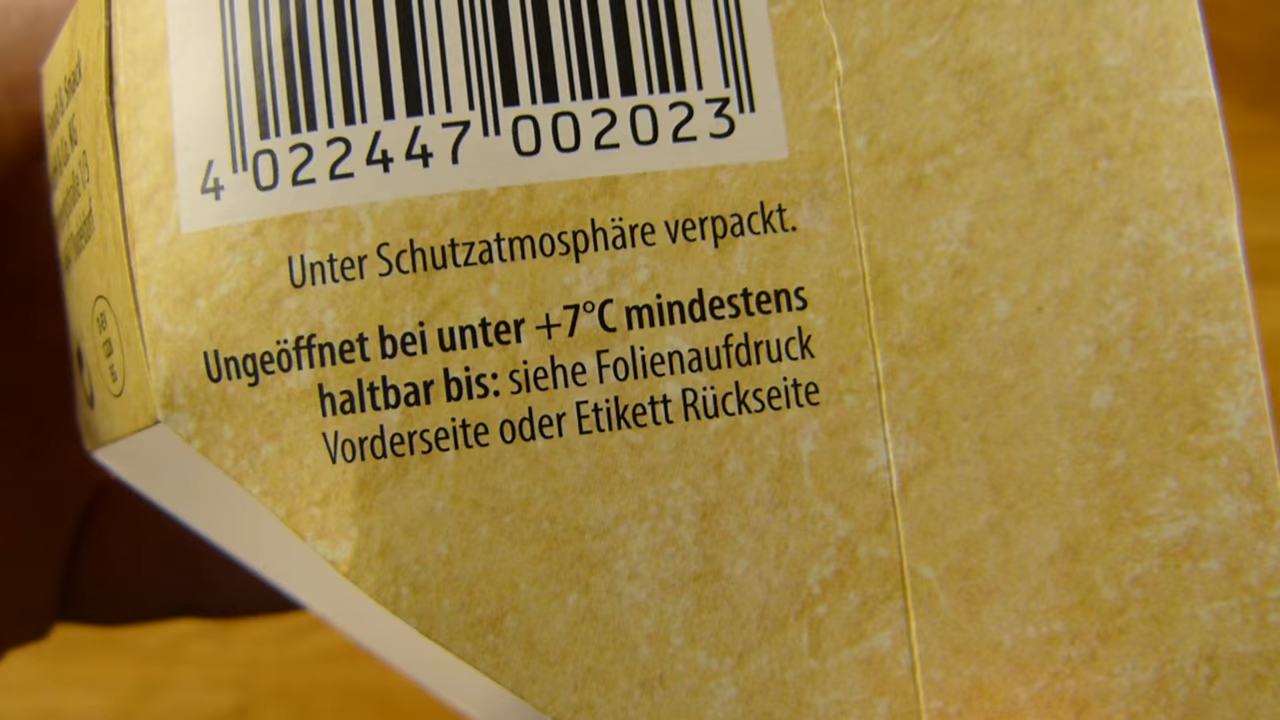 4 022447 002023
Unter Schutzatmosphäre verpackt.
Ungeöffnet bei unter +7°C mindestens
haltbar bis: siehe Folienaufdruck
Vorderseite oder Etikett Rückseite